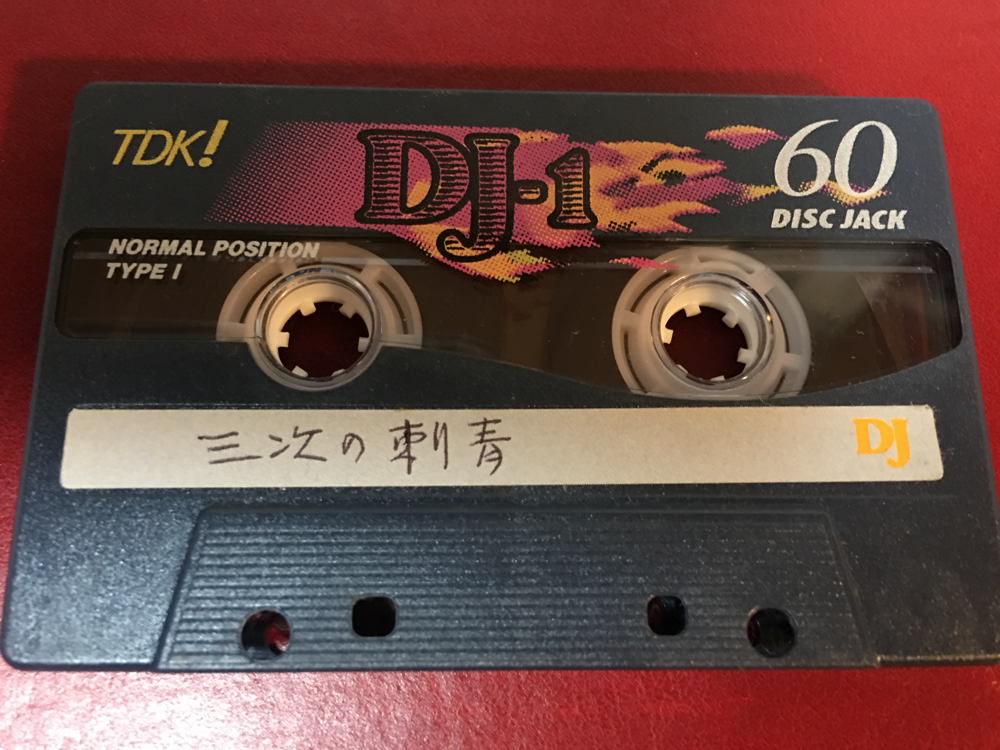 TDK!
DJ-1
60
DISC JACK
NORMAL POSITION
TYPE I
三次の刺青
DJ